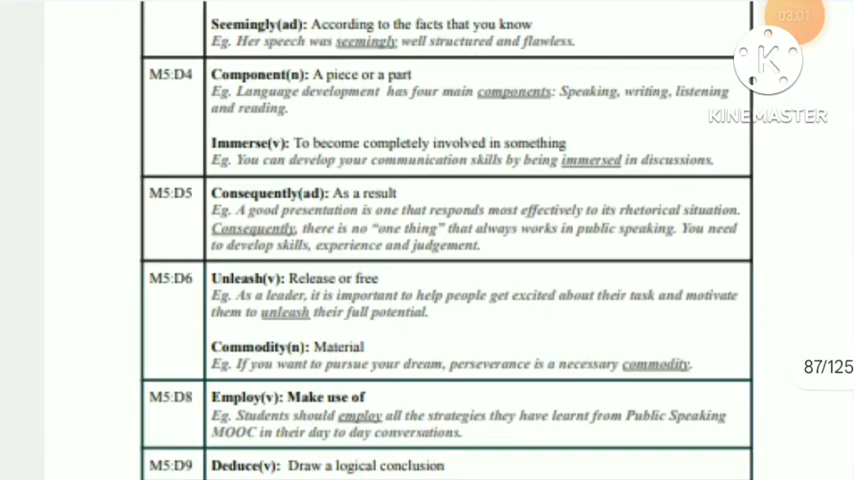 Seemingly(ad): According to the facts that you know
Eg. Her speech was seemingly well structured and flawless.
M5:D4
Component(n): A piece or a part
Eg. Language development has four main components: Speaking, writing, listening
and reading.
Immerse(v): To become completely involved in something
Eg. You can develop your communication skills by being immersed in discussions.
M5:D5
Consequently(ad): As a result
Eg. A good presentation is one that responds most effectively to its rhetorical situation.
Consequently, there is no “one thing” that always works in public speaking. You need
to develop skills, experience and judgement.
M5:D6
Unleash(v): Release or free
Eg. As a leader, it is important to help people get excited about their task and motivate
them to unleash their full potential.
Commodity(n): Material
Eg. If you want to pursue your dream, perseverance is a necessary commodity.
M5:D8
Employ(v): Make use of
Eg. Students should employ all the strategies they have learnt from Public Speaking
MOOC in their day to day conversations.
M5:D9
Deduce(v): Draw a logical conclusion
03:01
K
KINEMASTER
87/125